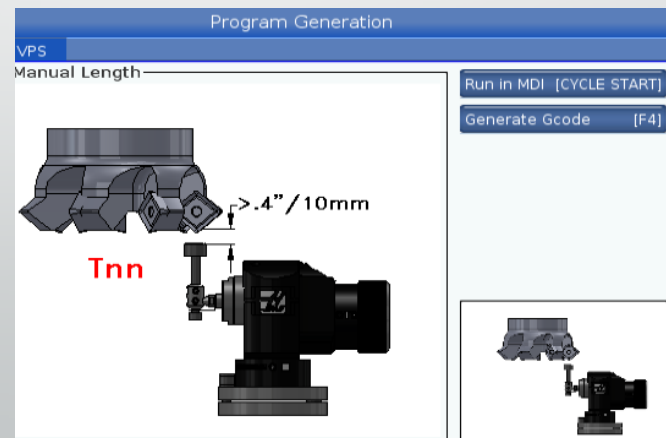 Program Generation
VPS
Manual Length
Run in MDI [CYCLE START]
Generate Gcode [F4]
>.4"/10mm
Tnn